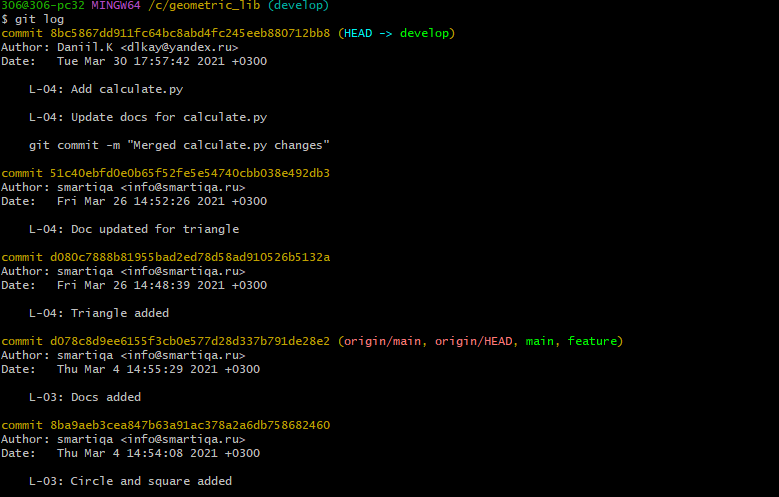 306@306-pc32 MINGW64 /c/geometric_lib (develop)
$ git log
commit 8bc5867dd911fc64bc8abd4fc245eeb880712bb8 (HEAD -> develop)
Author: Daniil.K <dlkay@yandex.ru>
Date:   Tue Mar 30 17:57:42 2021 +0300
L-04: Add calculate.py
L-04: Update docs for calculate.py
git commit -m "Merged calculate.py changes"
commit 51c40ebfd0e0b65f52fe5e54740cbb038e492db3
Author: smartiqa <info@smartiqa.ru>
Date:   Fri Mar 26 14:52:26 2021 +0300
L-04: Doc updated for triangle
commit d080c7888b81955bad2ed78d58ad910526b5132a
Author: smartiqa <info@smartiqa.ru>
Date:   Fri Mar 26 14:48:39 2021 +0300
L-04: Triangle added
commit d078c8d9ee6155f3cb0e577d28d337b791de28e2 (origin/main, origin/HEAD, main, feature)
Author: smartiqa <info@smartiqa.ru>
Date:   Thu Mar 4 14:55:29 2021 +0300
L-03: Docs added
commit 8ba9aeb3cea847b63a91ac378a2a6db758682460
Author: smartiqa <info@smartiqa.ru>
Date:   Thu Mar 4 14:54:08 2021 +0300
L-03: Circle and square added